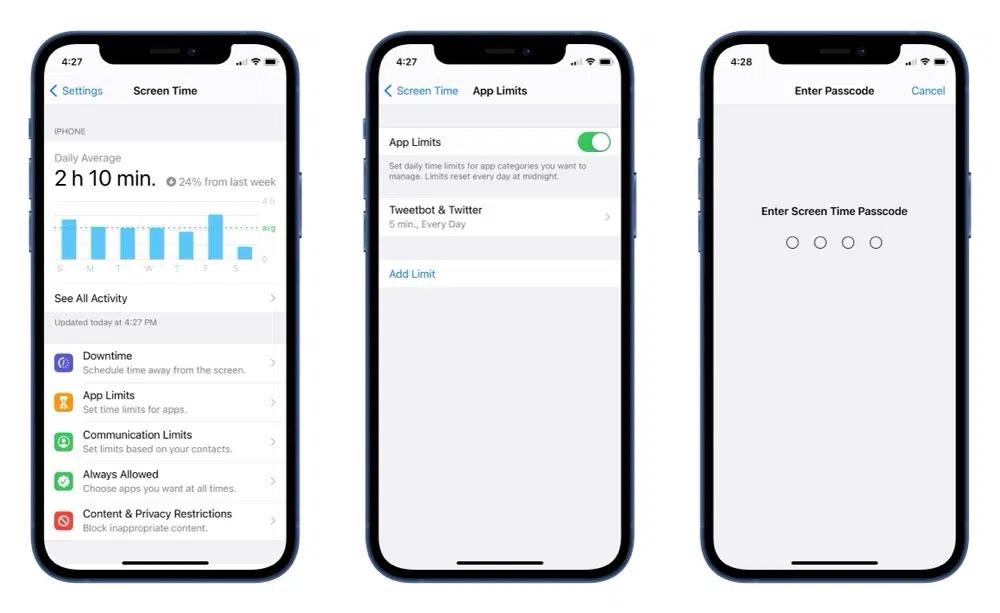 4:27
Settings
Screen Time
IPHONE
Daily Average
2 h 10 min.
24% from last week
4 h
avg
0
S M T W T F S
See All Activity
Updated today at 4:27 PM
Downtime
Schedule time away from the screen.
App Limits
Set time limits for apps.
Communication Limits
Set limits based on your contacts.
Always Allowed
Choose apps you want at all times.
Content & Privacy Restrictions
Block inappropriate content.
4:27
Screen Time
App Limits
App Limits
Set daily time limits for app categories you want to
manage. Limits reset every day at midnight.
Tweetbot & Twitter
5 min., Every Day
Add Limit
4:28
Enter Passcode
Cancel
Enter Screen Time Passcode